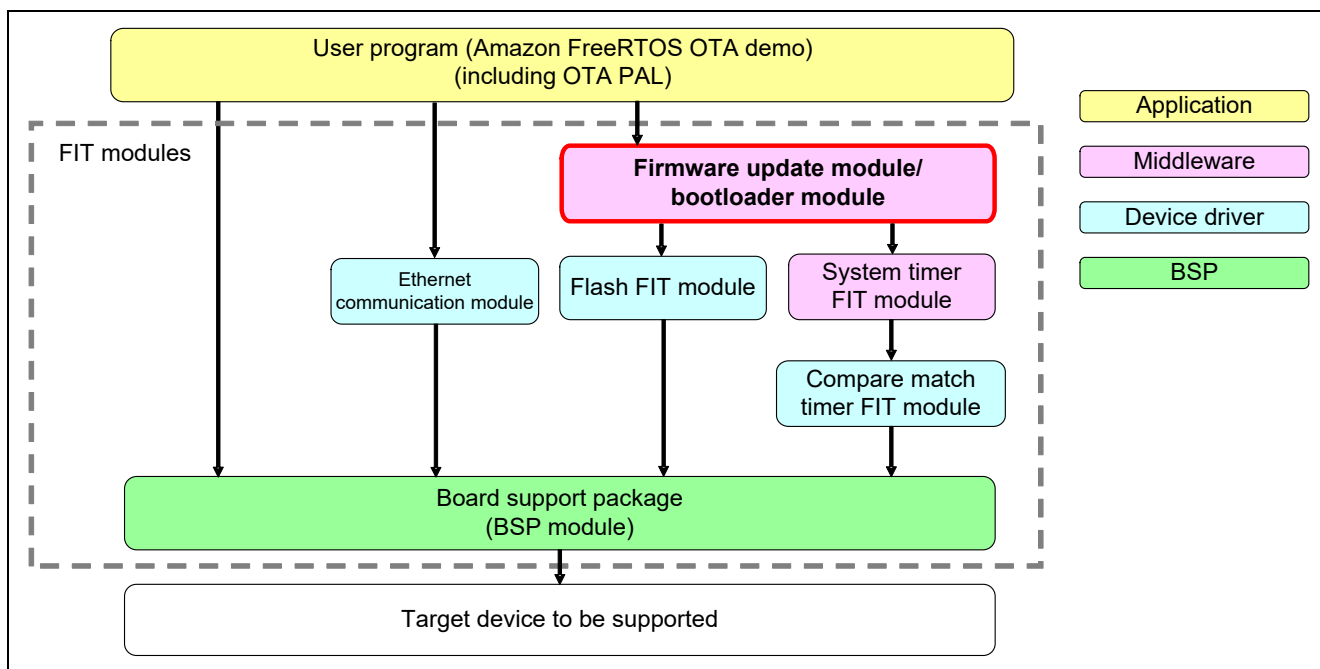 User program (Amazon FreeRTOS OTA demo)
(including OTA PAL)
FIT modules
Firmware update module/
bootloader module
Ethernet
communication module
Flash FIT module
System timer
FIT module
Compare match
timer FIT module
Board support package
(BSP module)
Target device to be supported
Application
Middleware
Device driver
BSP